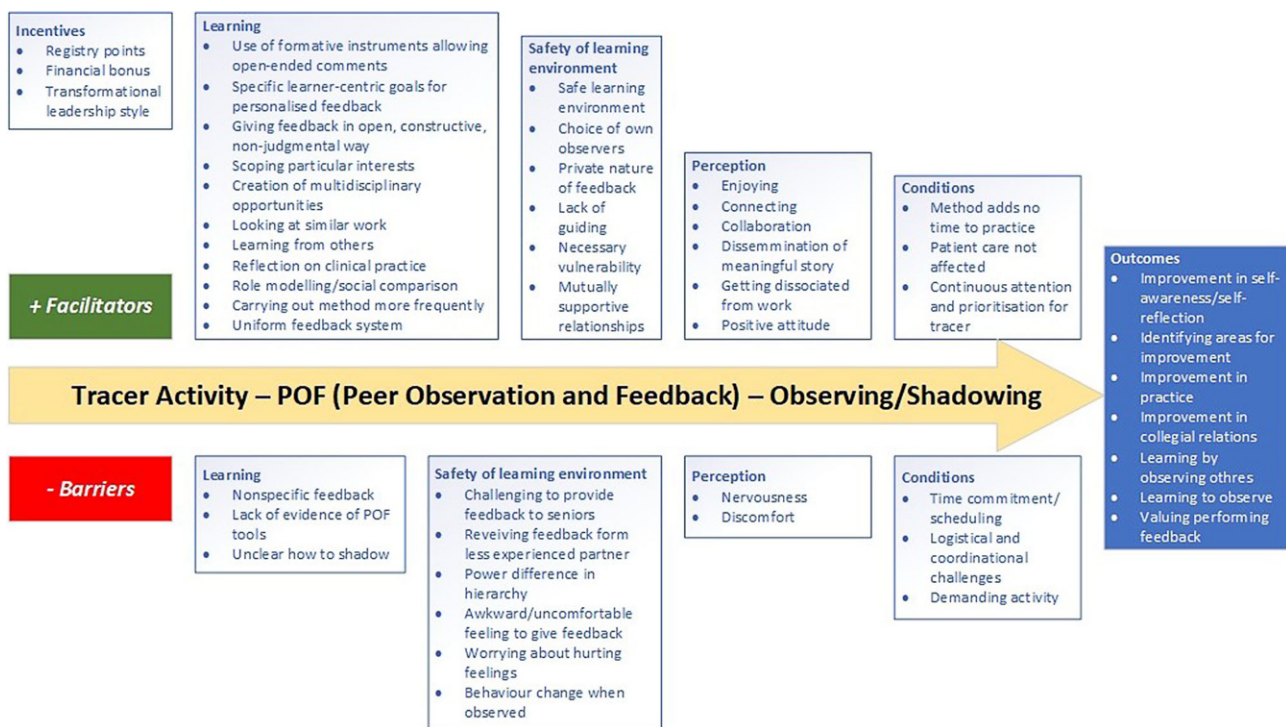 Incentives
• Registry points
• Financial bonus
• Transformational
leadership style
Learning
• Use of formative instruments allowing
open-ended comments
• Specific learner-centric goals for
personalised feedback
• Giving feedback in open, constructive,
non-judgmental way
• Scoping particular interests
• Creation of multidisciplinary
opportunities
• Looking at similar work
• Learning from others
• Reflection on clinical practice
• Role modelling/social comparison
• Carrying out method more frequently
• Uniform feedback system
Safety of learning
environment
• Safe learning
environment
• Choice of own
observers
• Private nature
of feedback
• Lack of
guiding
• Necessary
vulnerability
• Mutually
supportive
relationships
Perception
• Enjoying
• Connecting
• Collaboration
• Dissemmination of
meaningful story
• Getting dissociated
from work
• Positive attitude
Conditions
• Method adds no
time to practice
• Patient care not
affected
• Continuous attention
and prioritisation for
tracer
+ Facilitators
Tracer Activity – POF (Peer Observation and Feedback) – Observing/Shadowing
Outcomes
• Improvement in self-
awareness/self-
reflection
• Identifying areas for
improvement
• Improvement in
practice
• Improvement in
collegial relations
• Learning by
observing othres
• Learning to observe
• Valuing performing
feedback
- Barriers
Learning
• Nonspecific feedback
• Lack of evidence of POF
tools
• Unclear how to shadow
Safety of learning environment
• Challenging to provide
feedback to seniors
• Reveiving feedback form
less experienced partner
• Power difference in
hierarchy
• Awkward/uncomfortable
feeling to give feedback
• Worrying about hurting
feelings
• Behaviour change when
observed
Perception
• Nervousness
• Discomfort
Conditions
• Time commitment/
scheduling
• Logistical and
coordinational
challenges
• Demanding activity